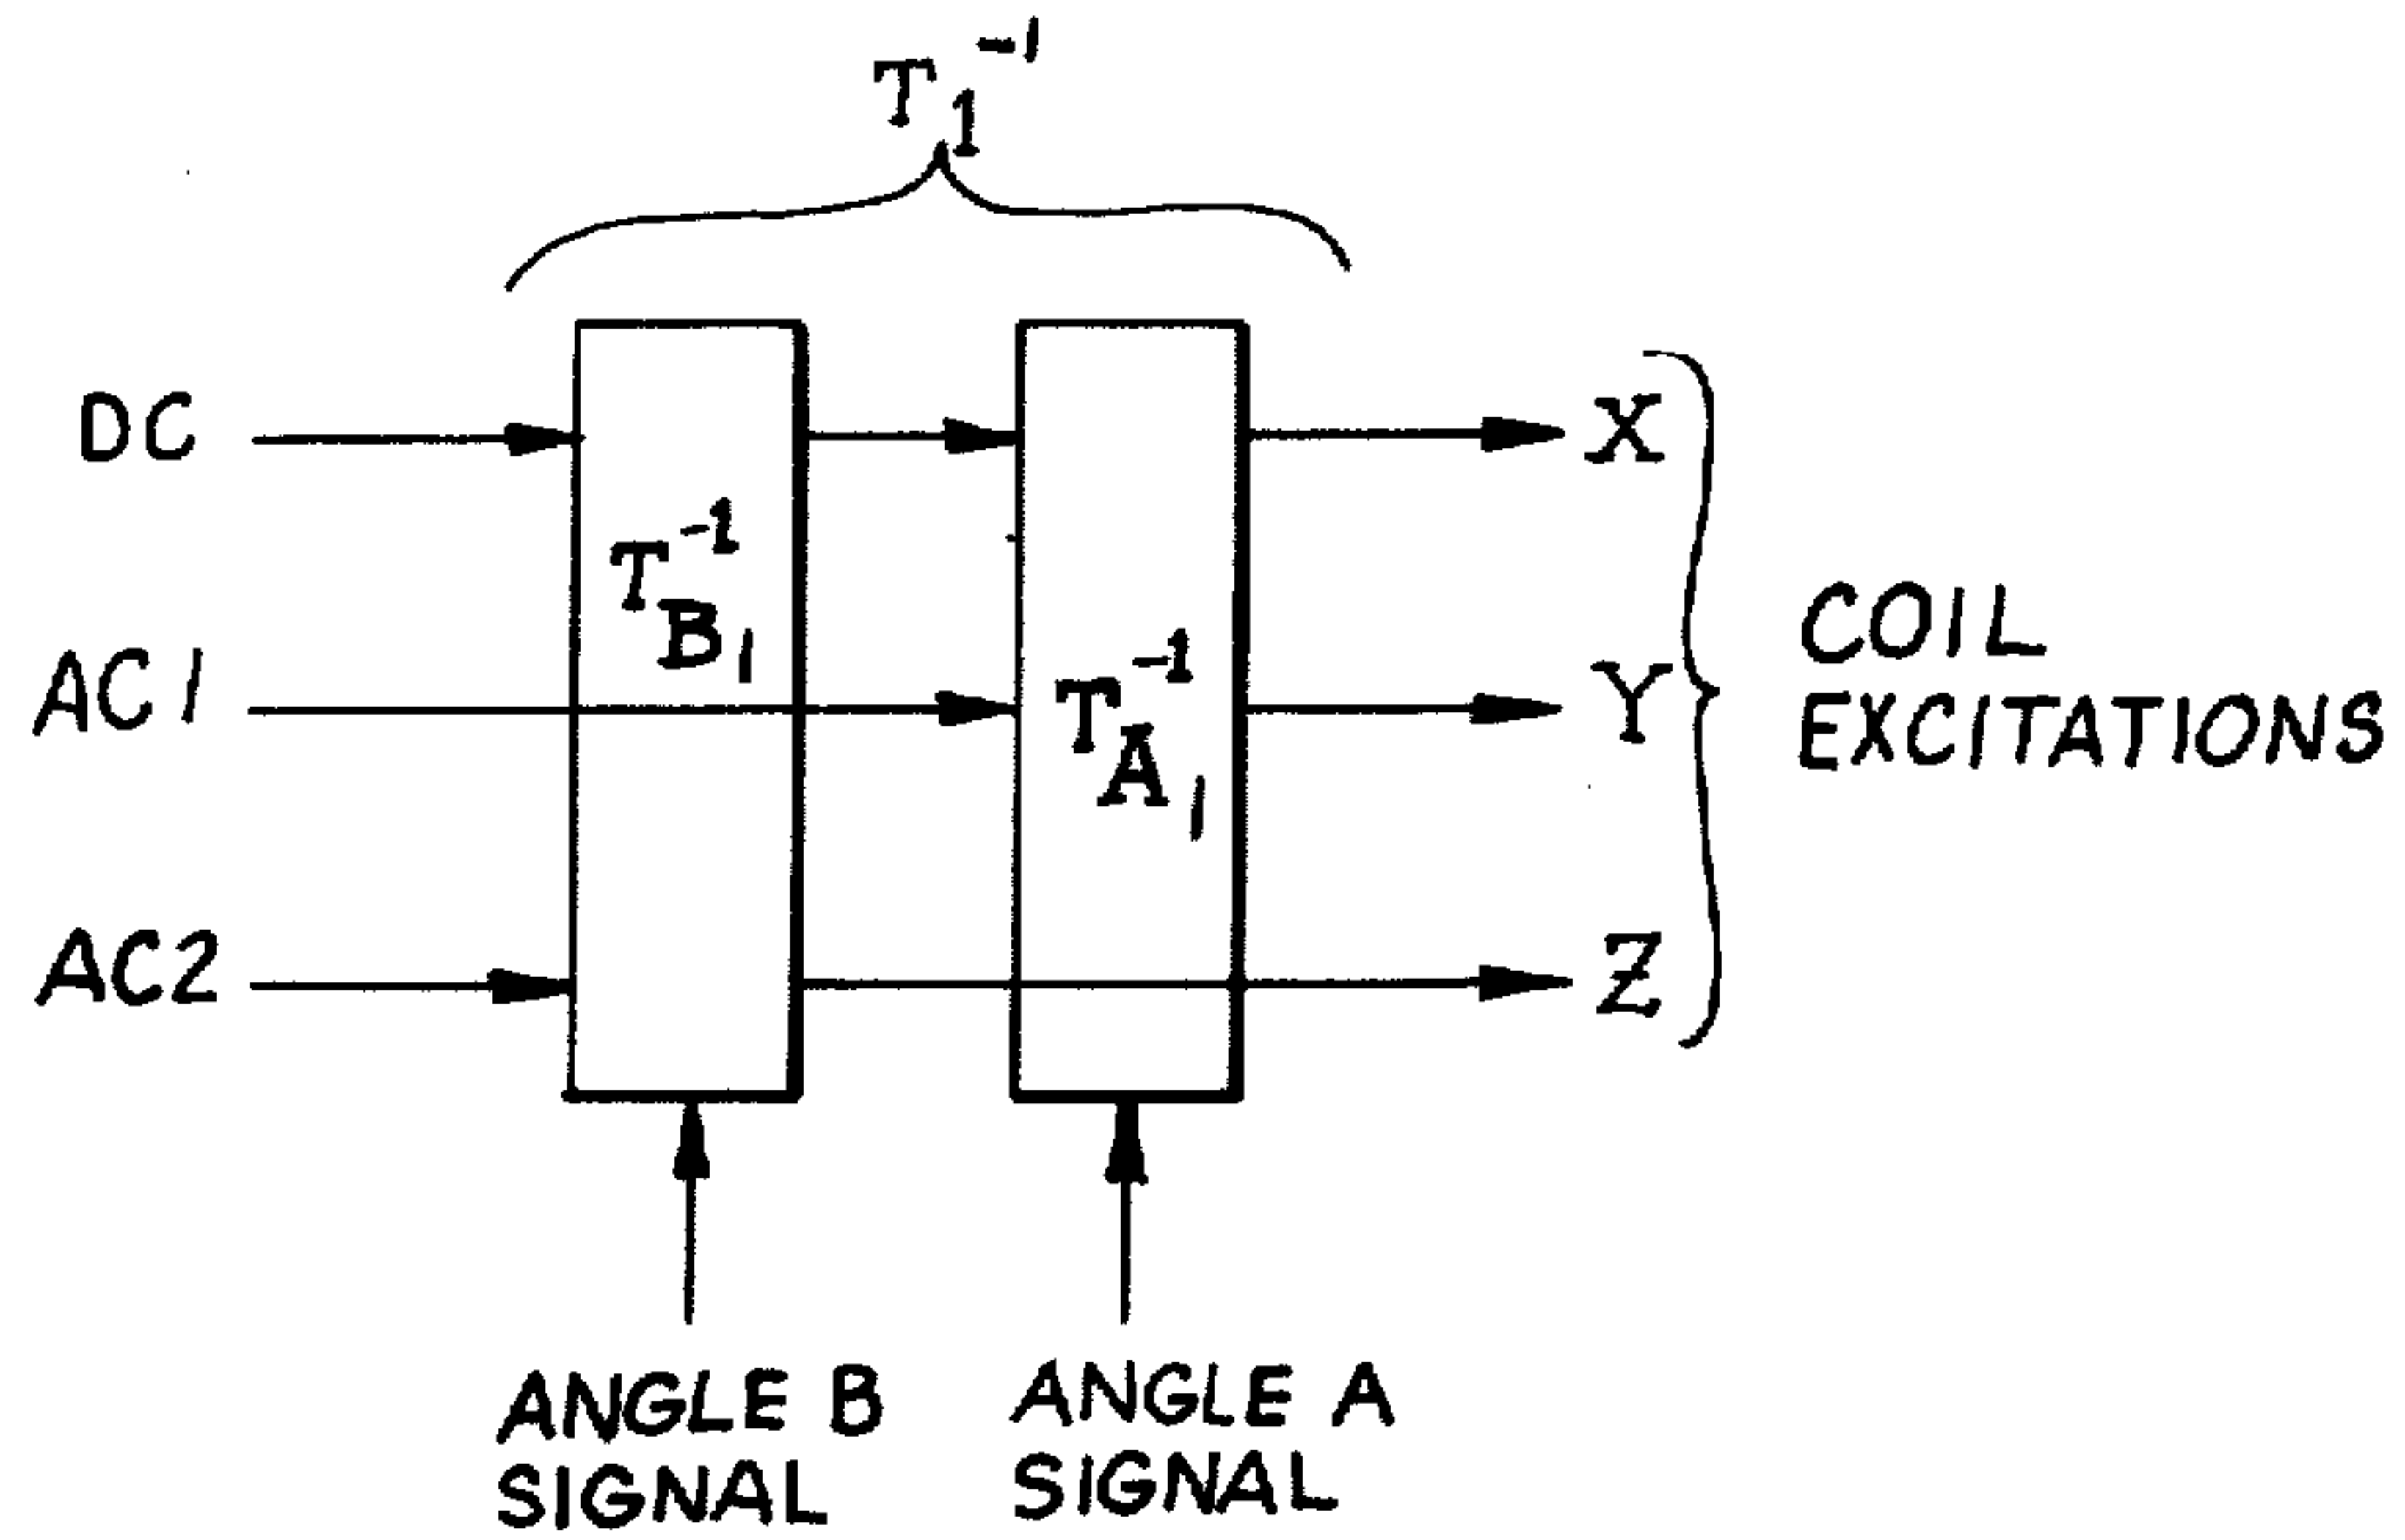 T₁⁻¹
DC
AC1
AC2
T_B₁⁻¹
T_A₁⁻¹
X
Y
Z
COIL
EXCITATIONS
ANGLE B
SIGNAL
ANGLE A
SIGNAL